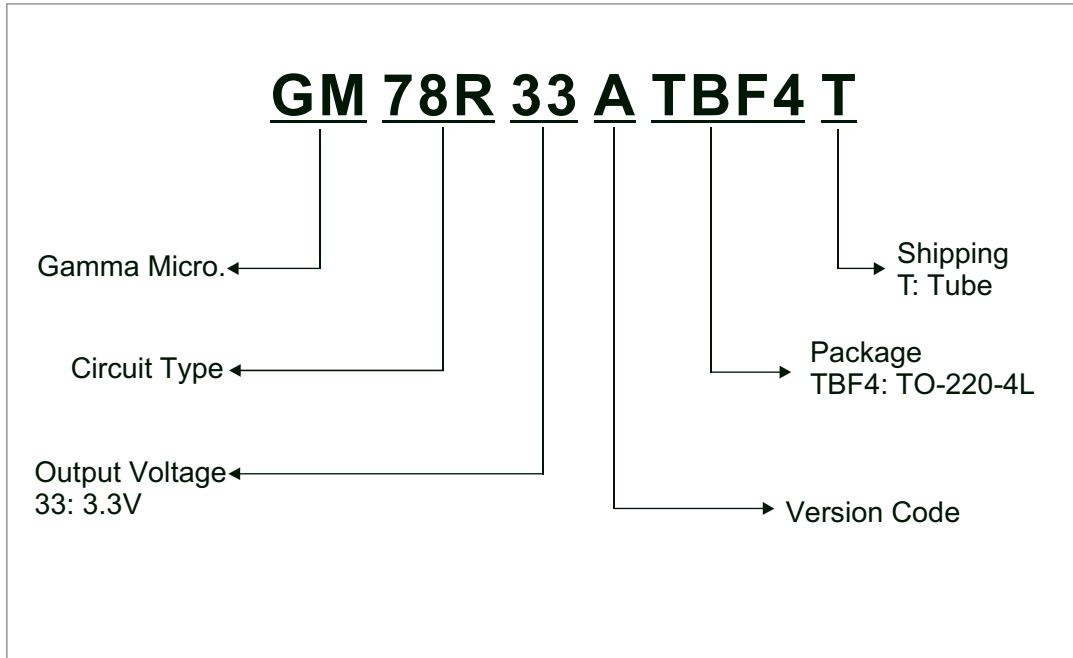 GM 78R 33 A TBF4 T
Gamma Micro.
Shipping
T: Tube
Circuit Type
Package
TBF4: TO-220-4L
Output Voltage
33: 3.3V
Version Code